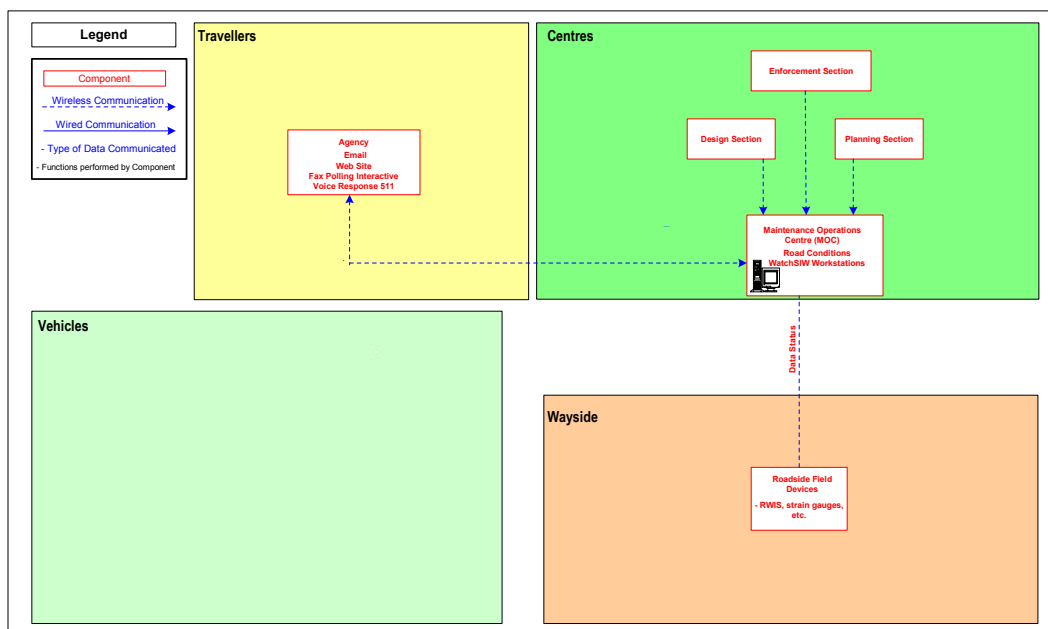 Legend
Component
Wireless Communication
Wired Communication
- Type of Data Communicated
- Functions performed by Component
Travellers
Agency
Email
Web Site
Fax Polling Interactive
Voice Response 511
Centres
Enforcement Section
Design Section
Planning Section
Maintenance Operations
Centre (MOC)
Road Conditions
WatchSIW Workstations
Data Status
Vehicles
Wayside
Roadside Field
Devices
- RWIS, strain gauges,
etc.